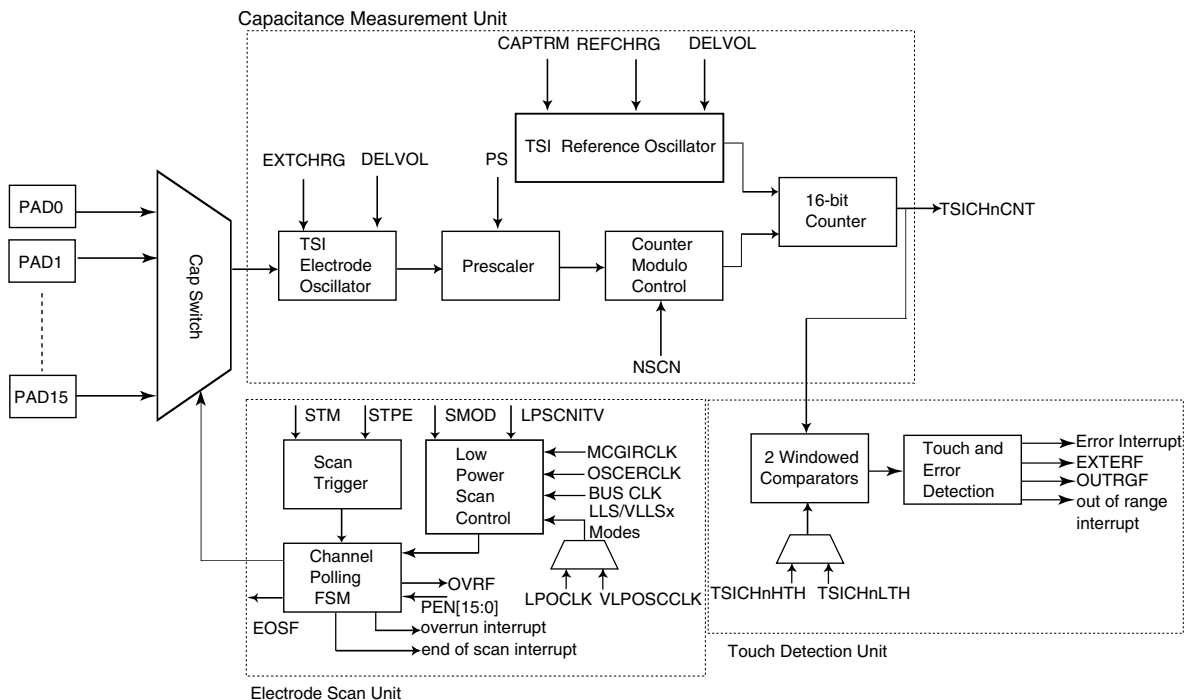 Capacitance Measurement Unit
CAPTRM REFCHRG DELVOL
TSI Reference Oscillator
EXTCHRG DELVOL
PS
PAD0
PAD1
PAD15
Cap Switch
TSI
Electrode
Oscillator
Prescaler
Counter
Modulo
Control
NSCN
16-bit
Counter
TSICHnCNT
STM STPE SMOD LPSCNITV
Scan
Trigger
Low
Power
Scan
Control
MCGIRCLK
OSCERCLK
BUS CLK
LLS/VLLSx
Modes
LPOCLK VLPOSCCLK
Channel
Polling
FSM
OVRF
PEN[15:0]
EOSF
overrun interrupt
end of scan interrupt
Electrode Scan Unit
2 Windowed
Comparators
Touch and
Error
Detection
Error Interrupt
EXTERF
OUTRGF
out of range
interrupt
TSICHnHTH TSICHnLTH
Touch Detection Unit